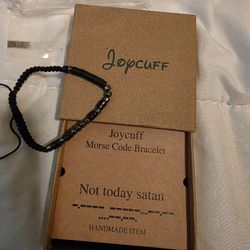 Joycuff
Joycuff
Morse Code Bracelet
Not today satan
HANDMADE ITEM